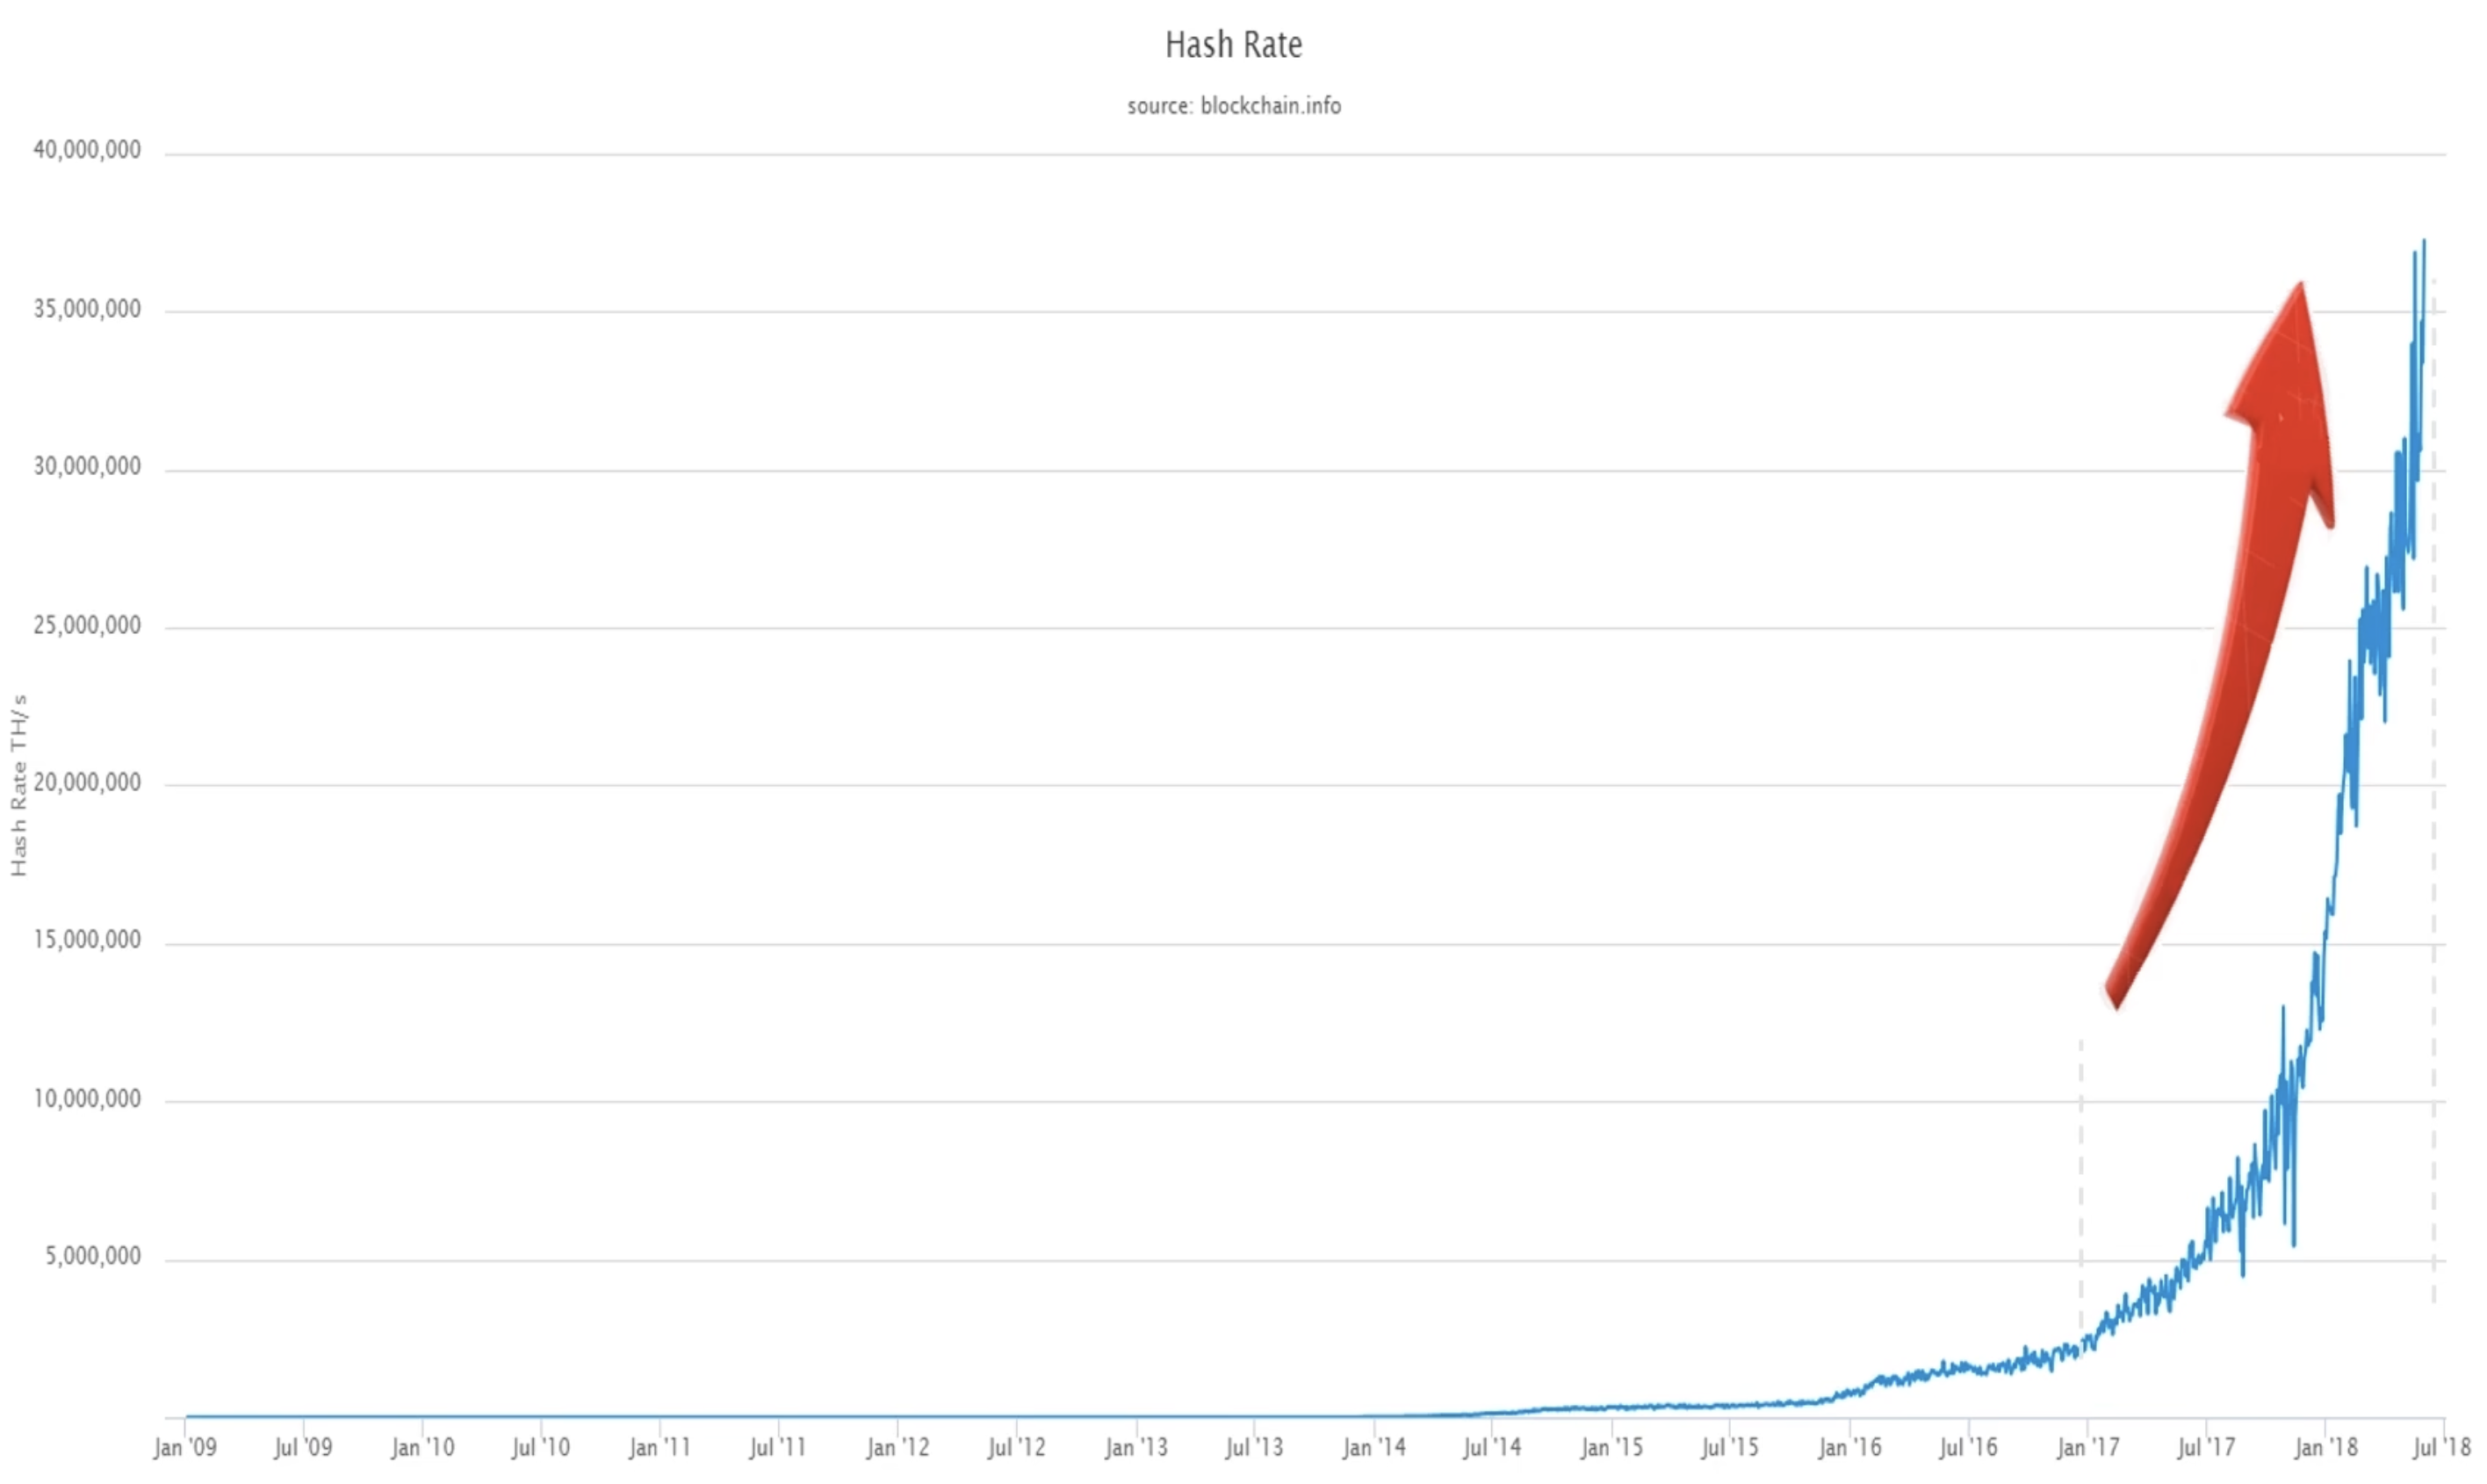 Hash Rate
source: blockchain.info
40,000,000
35,000,000
30,000,000
25,000,000
20,000,000
15,000,000
10,000,000
5,000,000
Hash Rate TH/s
Jan '09 Jul '09 Jan '10 Jul '10 Jan '11 Jul '11 Jan '12 Jul '12 Jan '13 Jul '13 Jan '14 Jul '14 Jan '15 Jul '15 Jan '16 Jul '16 Jan '17 Jul '17 Jan '18 Jul '18